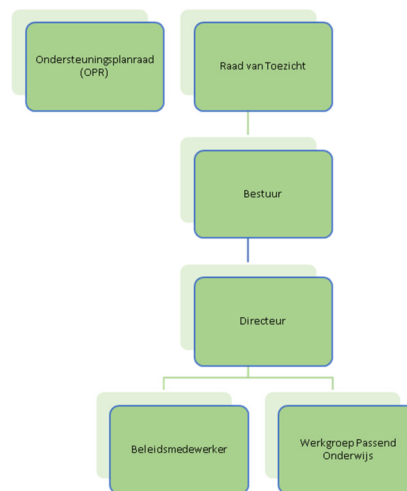 Ondersteuningsplanraad
(OPR)
Raad van Toezicht
Bestuur
Directeur
Beleidsmedewerker
Werkgroep Passend
Onderwijs